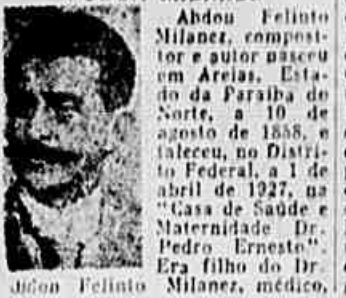 Abdon Felinto
Milanez, composi-
tor e autor nasceu
em Areias, Esta-
do da Paraiba do
Norte, a 10 de
agosto de 1858, e
faleceu, no Distri-
to Federal, a 1 de
abril de 1927, na
"Casa de Saúde e
Maternidade Dr.
Pedro Ernesto".
Era filho do Dr.
Abdon Felinto Milanez, médico,